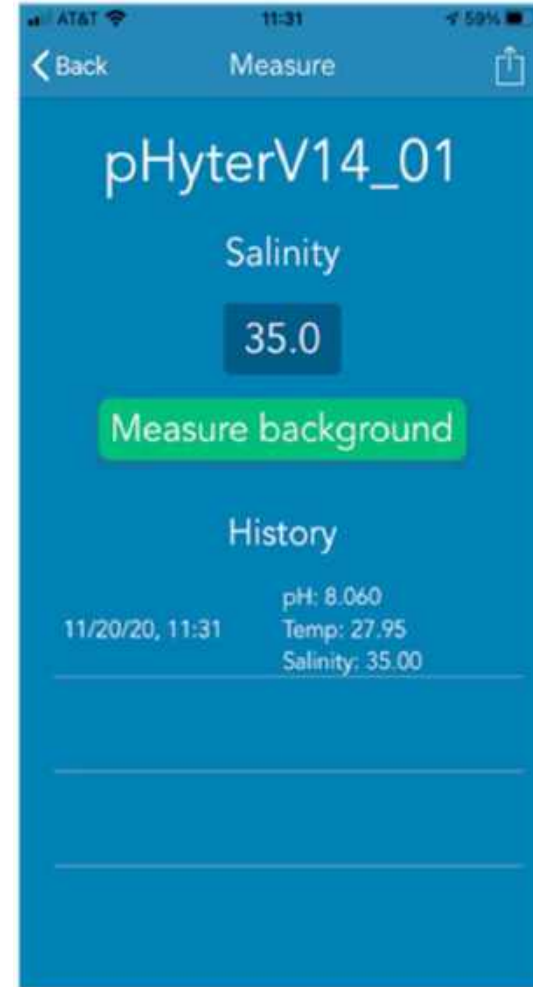 AT&T 11:31 59%
Back Measure
pHyterV14_01
Salinity
35.0
Measure background
History
pH: 8.060
11/20/20, 11:31 Temp: 27.95
Salinity: 35.00